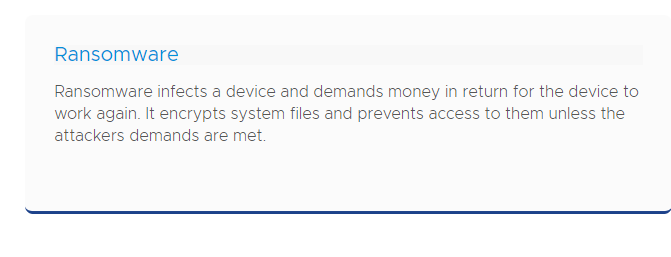 Ransomware
Ransomware infects a device and demands money in return for the device to
work again. It encrypts system files and prevents access to them unless the
attackers demands are met.